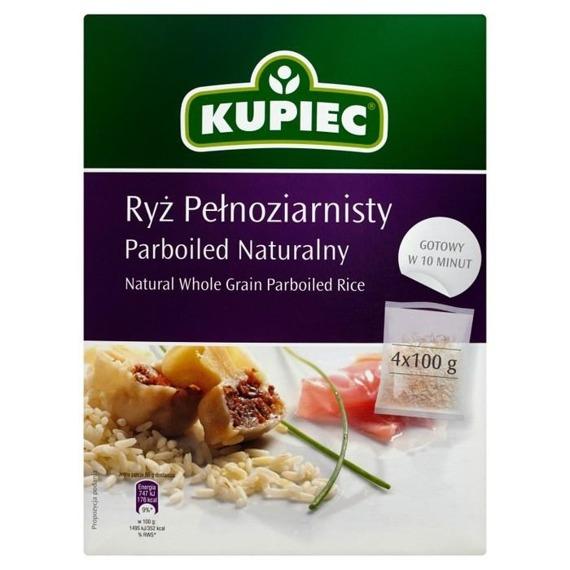 KUPIEC®
Ryż Pełnoziarnisty
Parboiled Naturalny
Natural Whole Grain Parboiled Rice
GOTOWY
W 10 MINUT
4x100 g
Energia
747 kJ
176 kcal
9%*
w 100 g:
1495 kJ/352 kcal
% RWS*
Propozycja podania